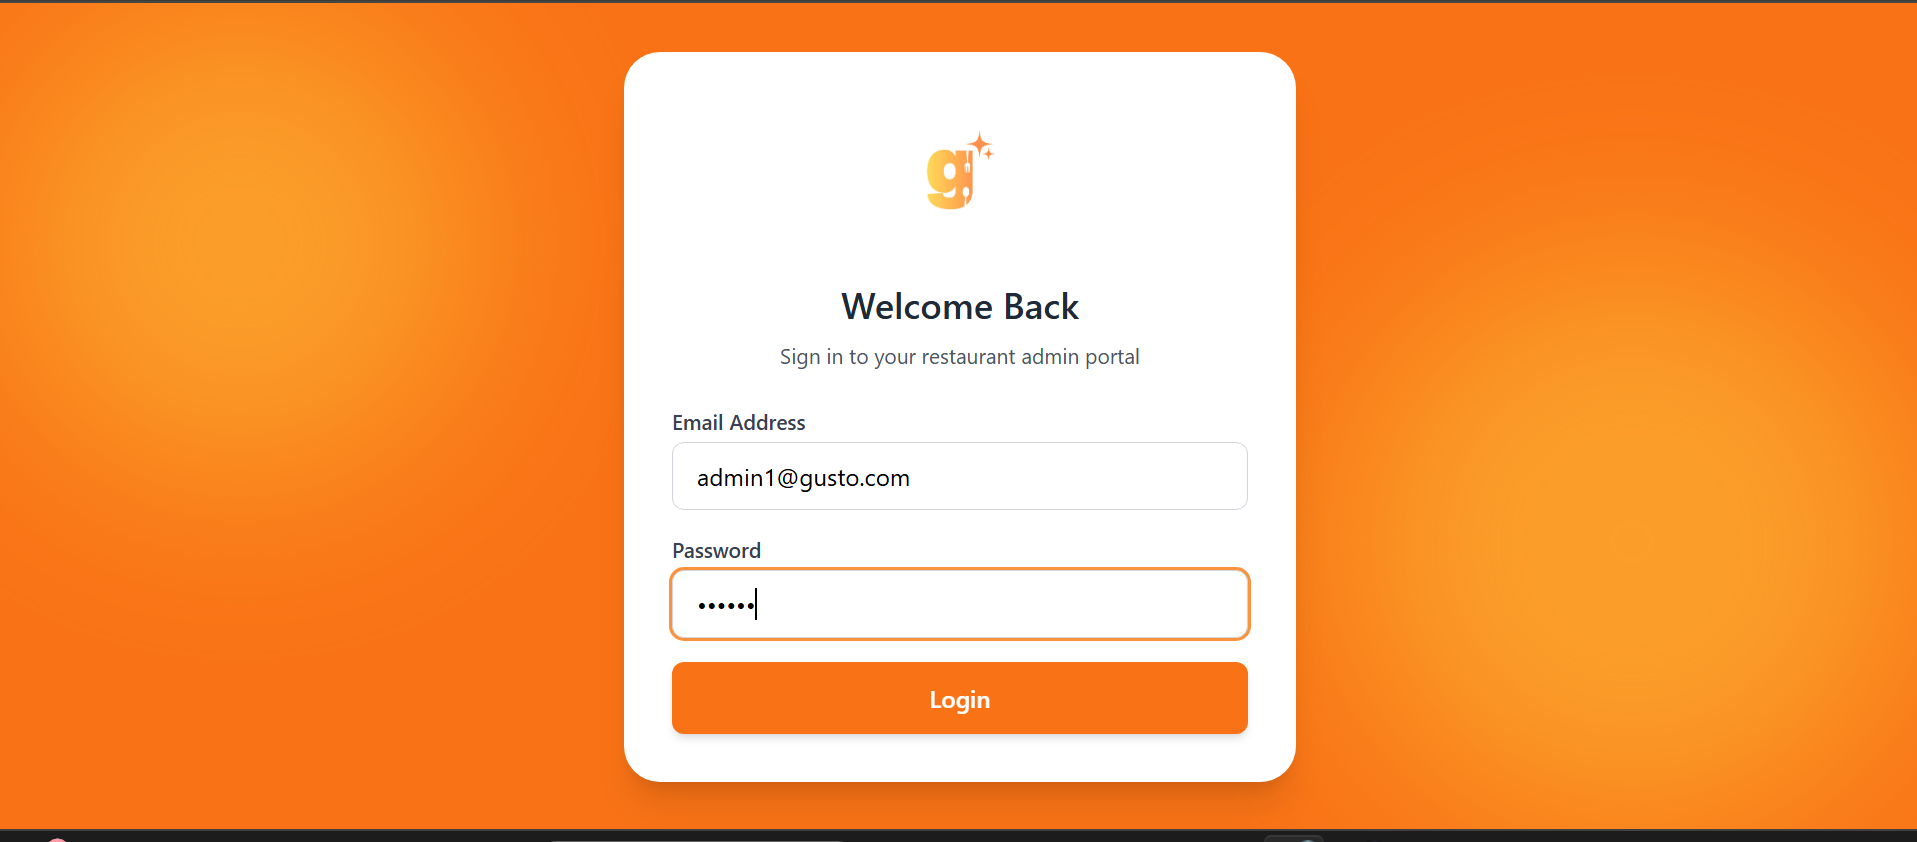 g
Welcome Back
Sign in to your restaurant admin portal
Email Address
admin1@gusto.com
Password
••••••
Login